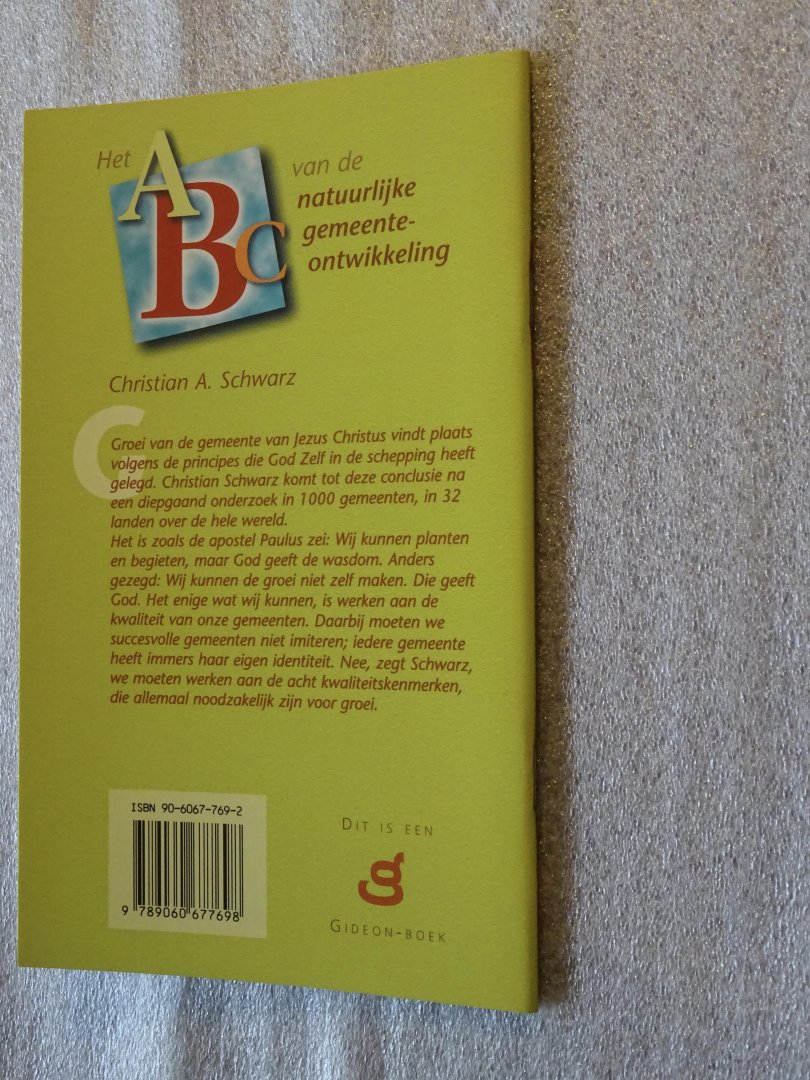 Het ABC van de
natuurlijke
gemeente-
ontwikkeling
Christian A. Schwarz
G
Groei van de gemeente van Jezus Christus vindt plaats
volgens de principes die God Zelf in de schepping heeft
gelegd. Christian Schwarz komt tot deze conclusie na
een diepgaand onderzoek in 1000 gemeenten, in 32
landen over de hele wereld.
Het is zoals de apostel Paulus zei: Wij kunnen planten
en begieten, maar God geeft de wasdom. Anders
gezegd: Wij kunnen de groei niet zelf maken. Die geeft
God. Het enige wat wij kunnen, is werken aan de
kwaliteit van onze gemeenten. Daarbij moeten we
succesvolle gemeenten niet imiteren; iedere gemeente
heeft immers haar eigen identiteit. Nee, zegt Schwarz,
we moeten werken aan de acht kwaliteitskenmerken,
die allemaal noodzakelijk zijn voor groei.
ISBN 90-6067-769-2
9 789060 677698
DIT IS EEN
g
GIDEON-BOEK